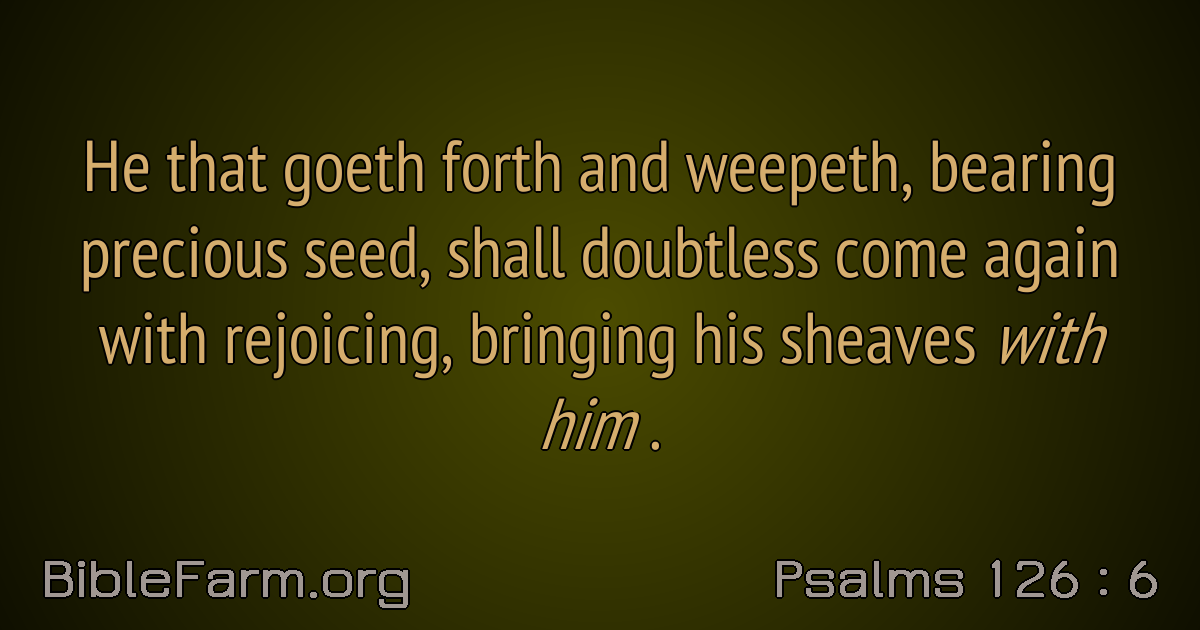 He that goeth forth and weepeth, bearing
precious seed, shall doubtless come again
with rejoicing, bringing his sheaves with
him .
BibleFarm.org
Psalms 126 : 6